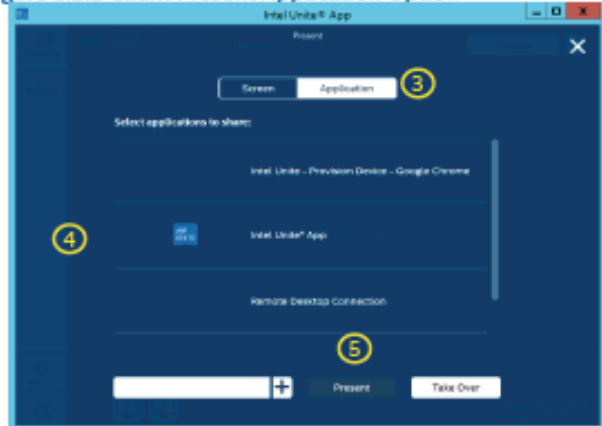 Intel Unite® App
Present
Screen
Application
③
Select applications to share:
Intel Unite - Provision Device - Google Chrome
④
Intel Unite® App
Remote Desktop Connection
⑤
+
Present
Take Over